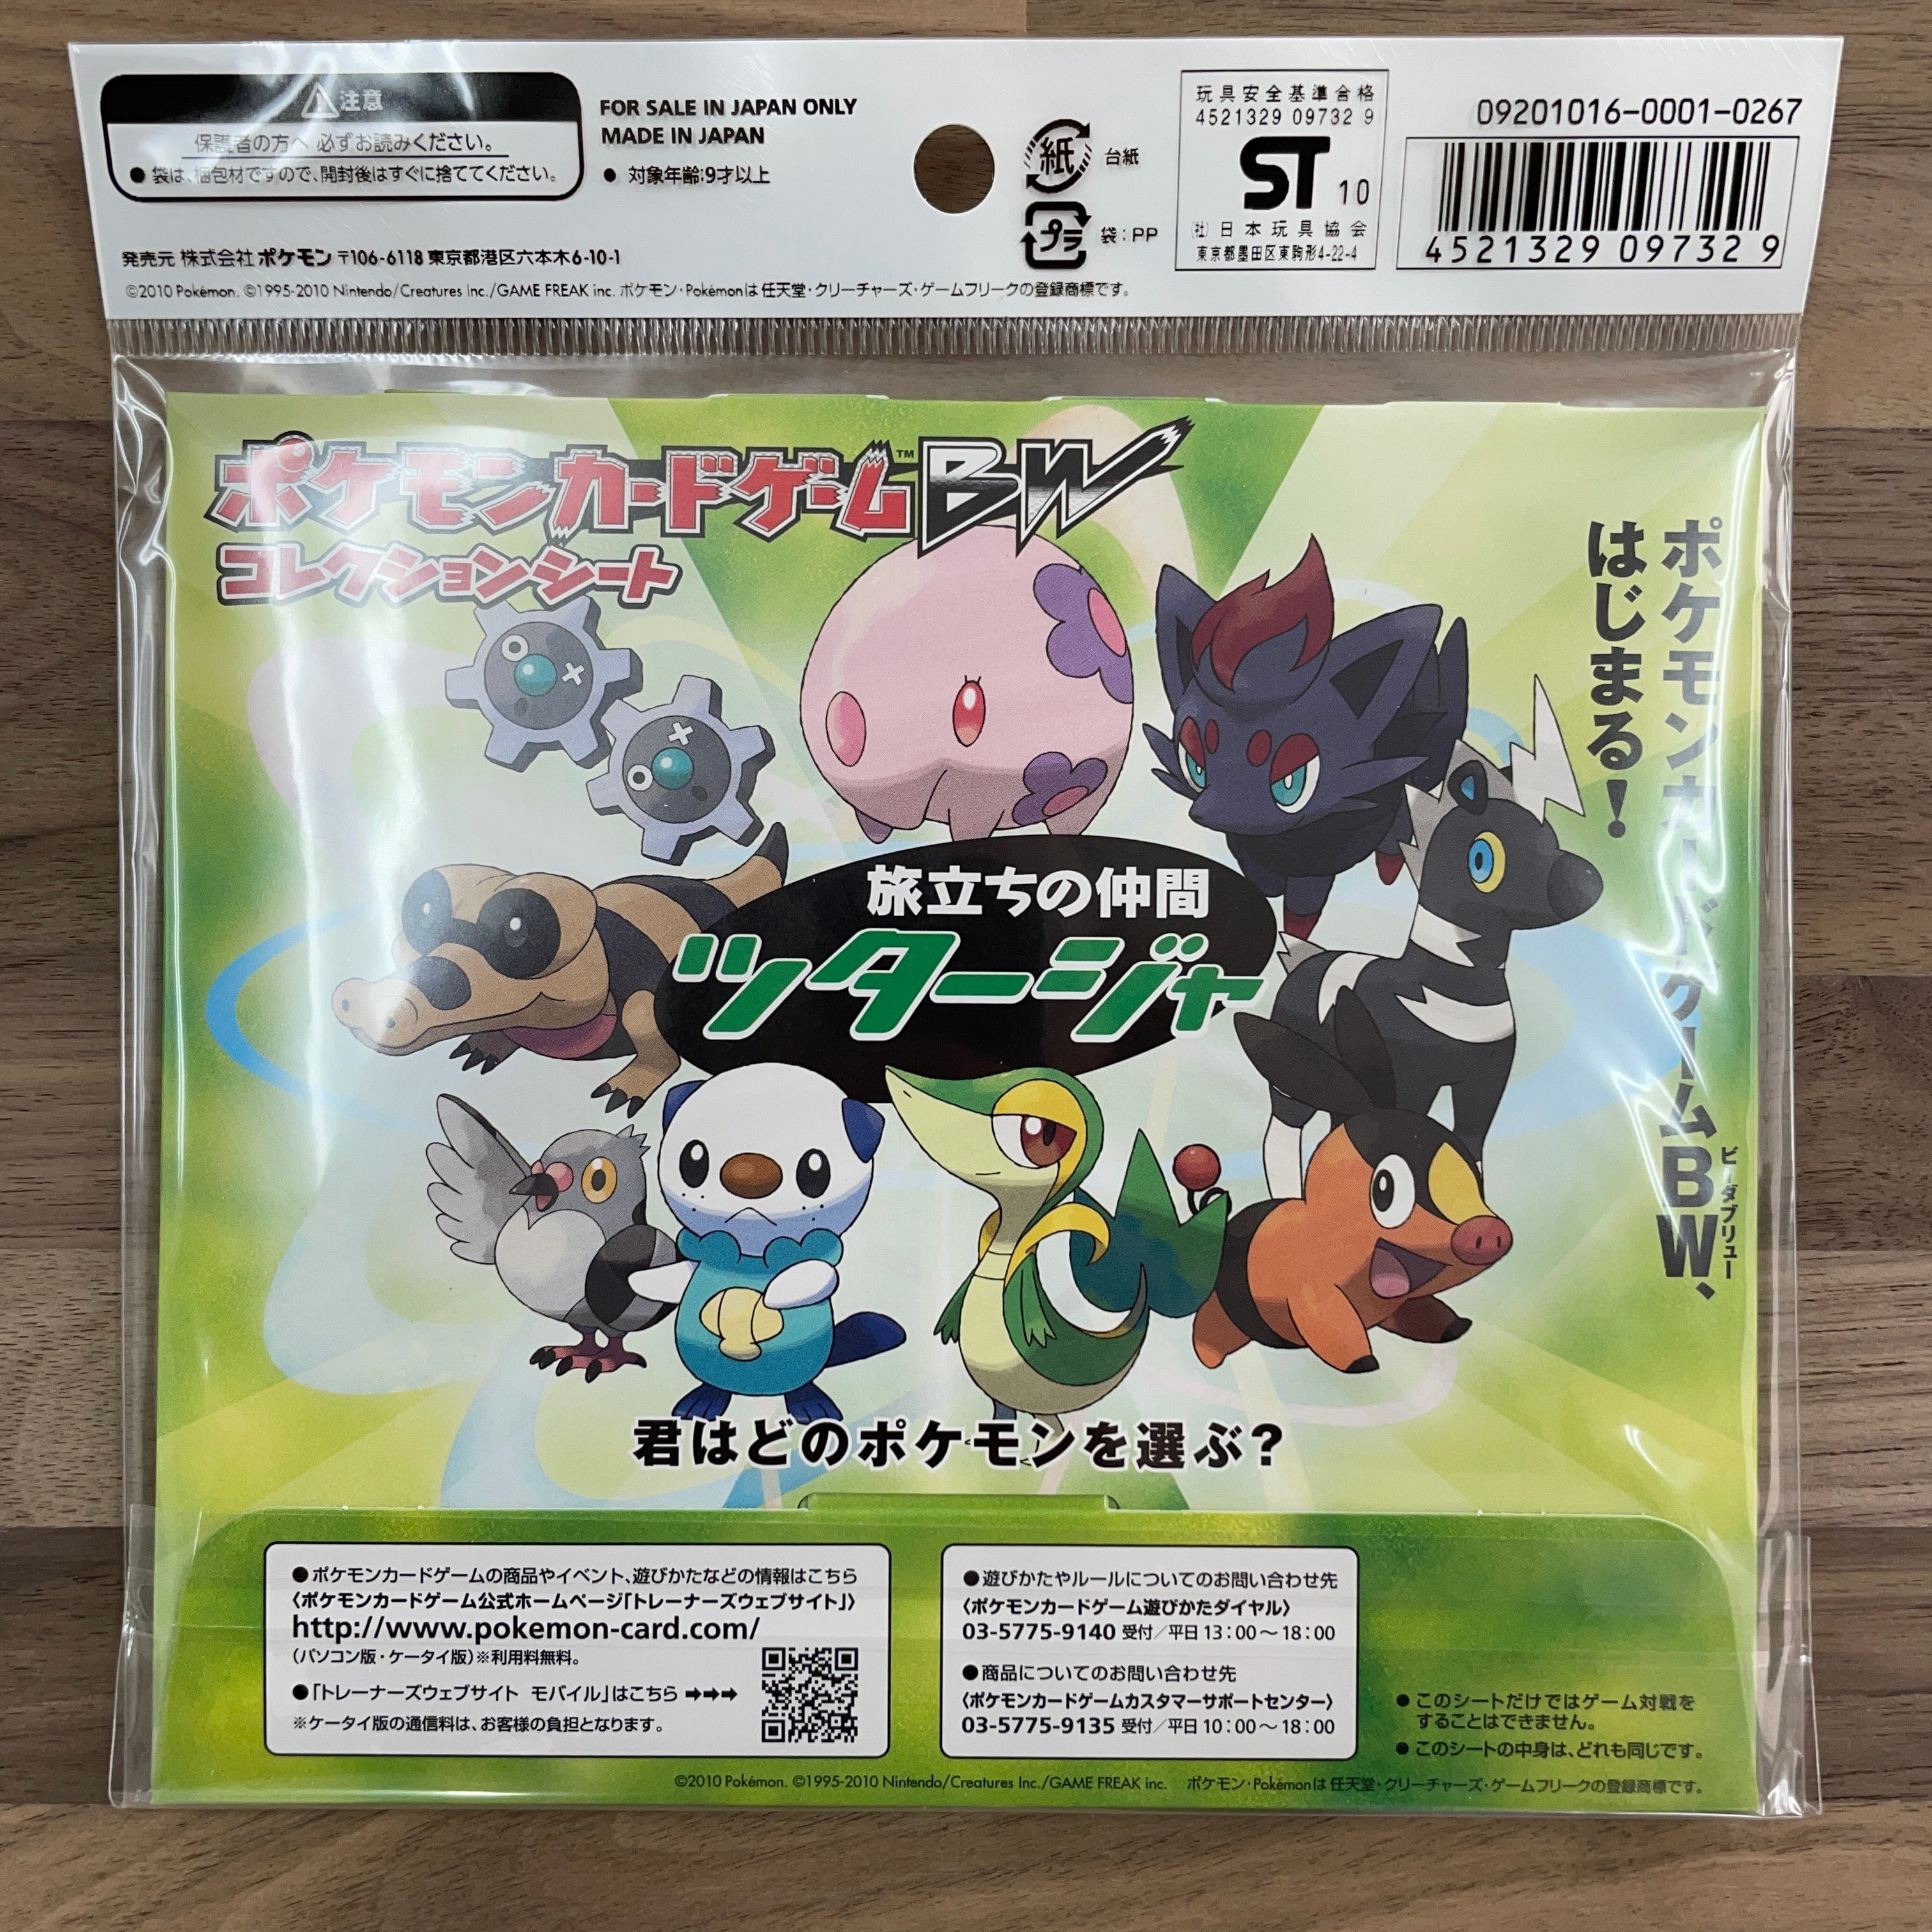 注意
保護者の方へ 必ずお読みください。
● 袋は、梱包材ですので、開封後はすぐに捨ててください。
FOR SALE IN JAPAN ONLY
MADE IN JAPAN
● 対象年齢:9才以上
紙 台紙
プラ 袋:PP
玩具安全基準合格
4521329 09732 9
ST 10
(社)日本玩具協会
東京都墨田区東駒形4-22-4
09201016-0001-0267
4521329 09732 9
発売元 株式会社 ポケモン 〒106-6118 東京都港区六本木6-10-1
©2010 Pokémon. ©1995-2010 Nintendo/Creatures Inc./GAME FREAK inc. ポケモン・Pokémonは 任天堂・クリーチャーズ・ゲームフリークの登録商標です。
ポケモンカードゲーム™BW
コレクションシート
ポケモンカードゲームBW、
ビーダブリュー
はじまる!
旅立ちの仲間
ツタージャ
君はどのポケモンを選ぶ?
●ポケモンカードゲームの商品やイベント、遊びかたなどの情報はこちら
〈ポケモンカードゲーム公式ホームページ「トレーナーズウェブサイト」〉
http://www.pokemon-card.com/
(パソコン版・ケータイ版)※利用料無料。
●「トレーナーズウェブサイト モバイル」はこちら ➡➡➡
※ケータイ版の通信料は、お客様の負担となります。
●遊びかたやルールについてのお問い合わせ先
〈ポケモンカードゲーム遊びかたダイヤル〉
03-5775-9140 受付/平日 13:00〜18:00
●商品についてのお問い合わせ先
〈ポケモンカードゲームカスタマーサポートセンター〉
03-5775-9135 受付/平日 10:00〜18:00
● このシートだけではゲーム対戦を
することはできません。
● このシートの中身は、どれも同じです。
©2010 Pokémon. ©1995-2010 Nintendo/Creatures Inc./GAME FREAK inc. ポケモン・Pokémonは 任天堂・クリーチャーズ・ゲームフリークの登録商標です。